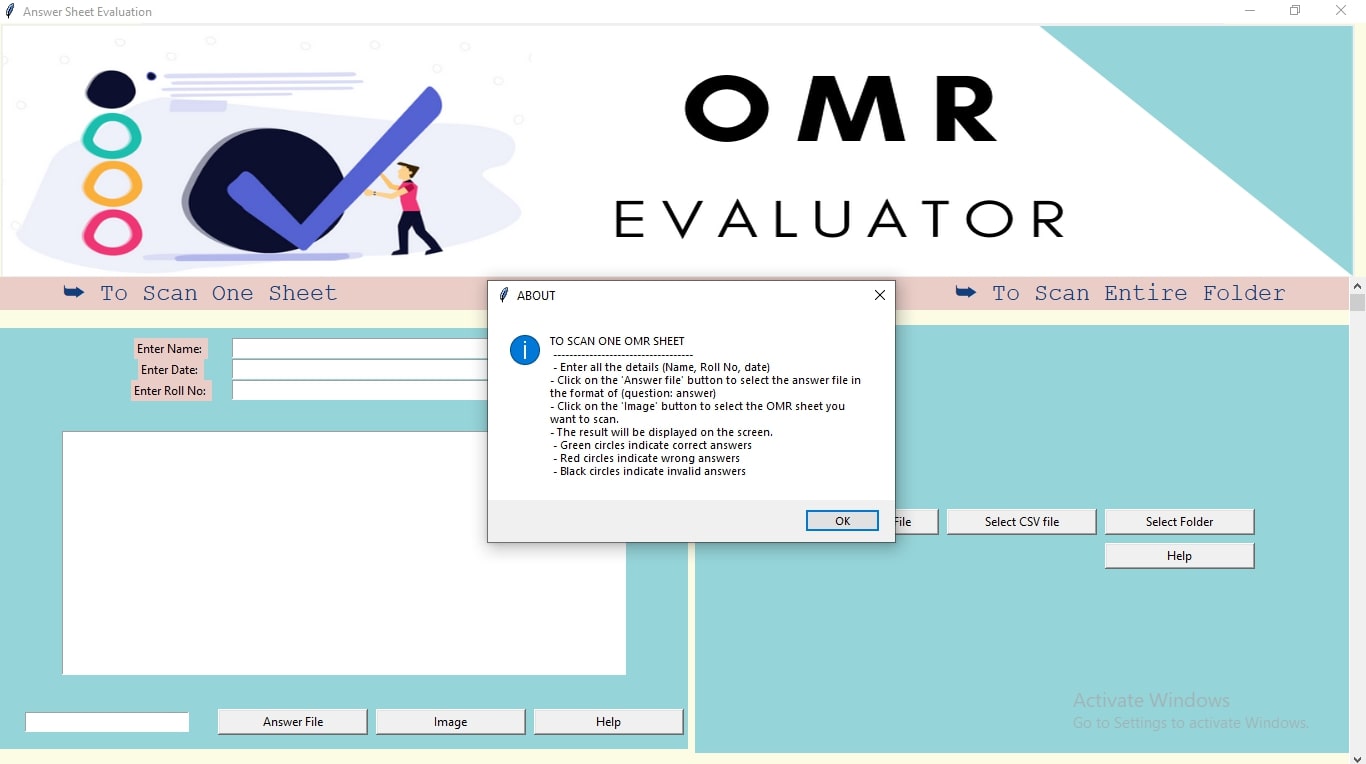 Answer Sheet Evaluation
OMR
EVALUATOR
➥ To Scan One Sheet
➥ To Scan Entire Folder
Enter Name:
Enter Date:
Enter Roll No:
ABOUT
TO SCAN ONE OMR SHEET
-----------------------------------
- Enter all the details (Name, Roll No, date)
- Click on the 'Answer file' button to select the answer file in
the format of (question: answer)
- Click on the 'Image' button to select the OMR sheet you
want to scan.
- The result will be displayed on the screen.
- Green circles indicate correct answers
- Red circles indicate wrong answers
- Black circles indicate invalid answers
OK
File
Select CSV file
Select Folder
Help
Answer File
Image
Help
Activate Windows
Go to Settings to activate Windows.